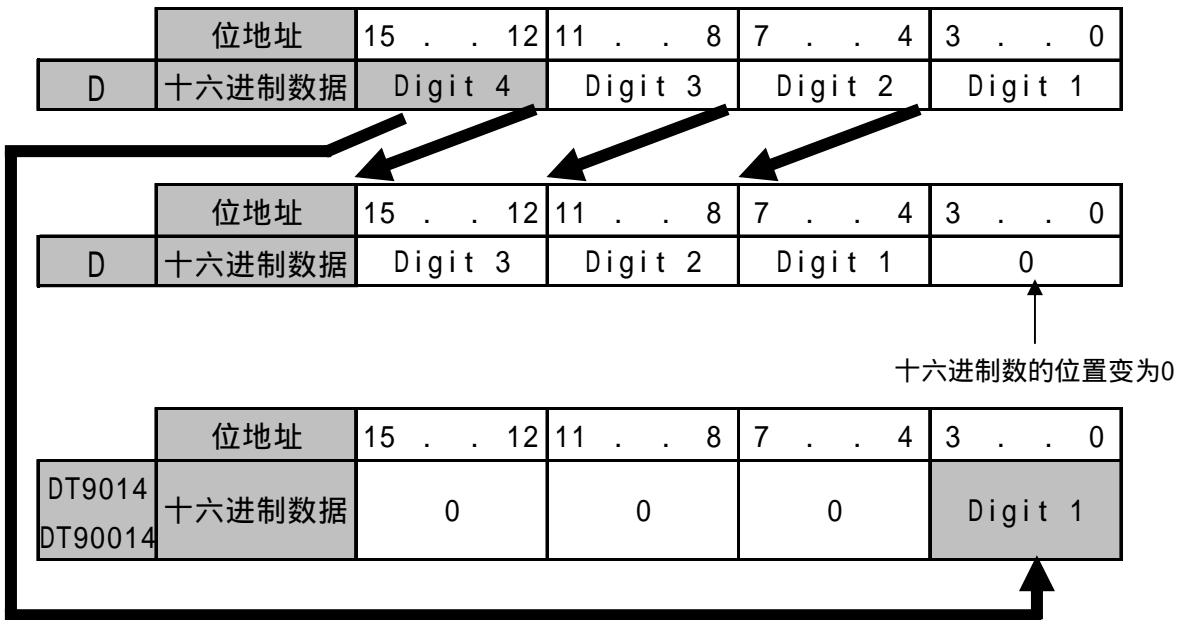 位地址 15 . . 12 11 . . 8 7 . . 4 3 . . 0
D 十六进制数据 Digit 4 Digit 3 Digit 2 Digit 1
位地址 15 . . 12 11 . . 8 7 . . 4 3 . . 0
D 十六进制数据 Digit 3 Digit 2 Digit 1 0
十六进制数的位置变为0
位地址 15 . . 12 11 . . 8 7 . . 4 3 . . 0
DT9014
DT90014 十六进制数据 0 0 0 Digit 1